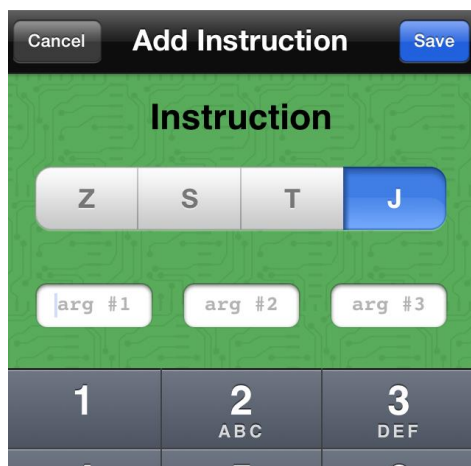 Cancel Add Instruction Save
Instruction
Z S T J
arg #1 arg #2 arg #3
1 2 3
ABC DEF